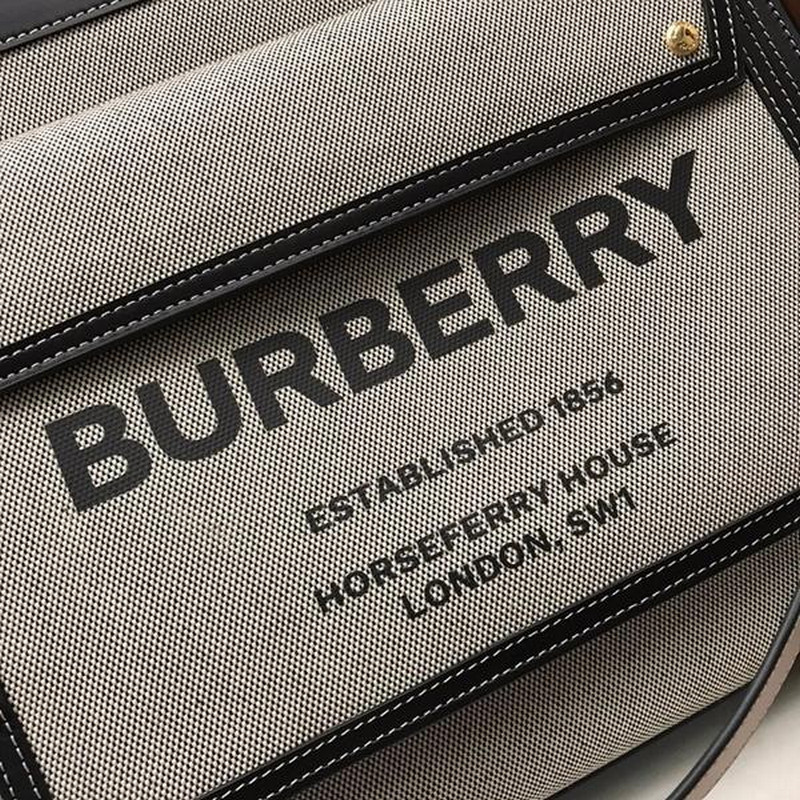 BURBERRY
ESTABLISHED 1856
HORSEFERRY HOUSE
LONDON, SW1